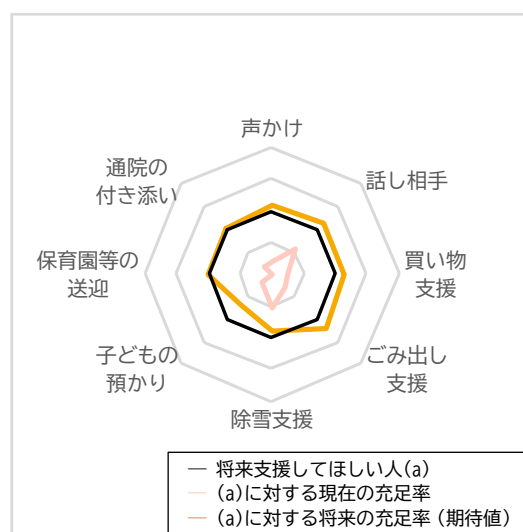 声かけ
通院の
付き添い
話し相手
保育園等の
送迎
買い物
支援
子どもの
預かり
ごみ出し
支援
除雪支援
将来支援してほしい人(a)
(a)に対する現在の充足率
(a)に対する将来の充足率(期待値)